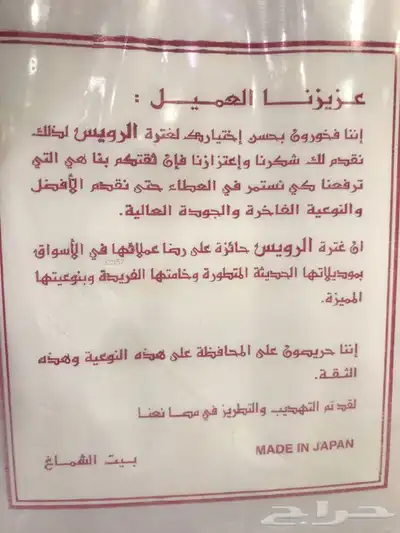 عزيزنا العميل :
إننا فخورون بحسن إختيارك لغترة الرويس لذلك
نقدم لك شكرنا وإعتزازنا فإن ثقتكم بنا هي التي
ترفعنا كي نستمر في العطاء حتى نقدم الأفضل
والنوعية الفاخرة والجودة العالية.
ان غترة الرويس حائزة على رضا عملائها في الأسواق،
بموديلاتها الحديثة المتطورة وخامتها الفريدة وبنوعيتها
المميزة.
إننا حريصون على المحافظة على هذه النوعية وهذه
الثقة.
لقد تم التهديب والتطريز في مصانعنا
MADE IN JAPAN
بيت الشماغ
حراج